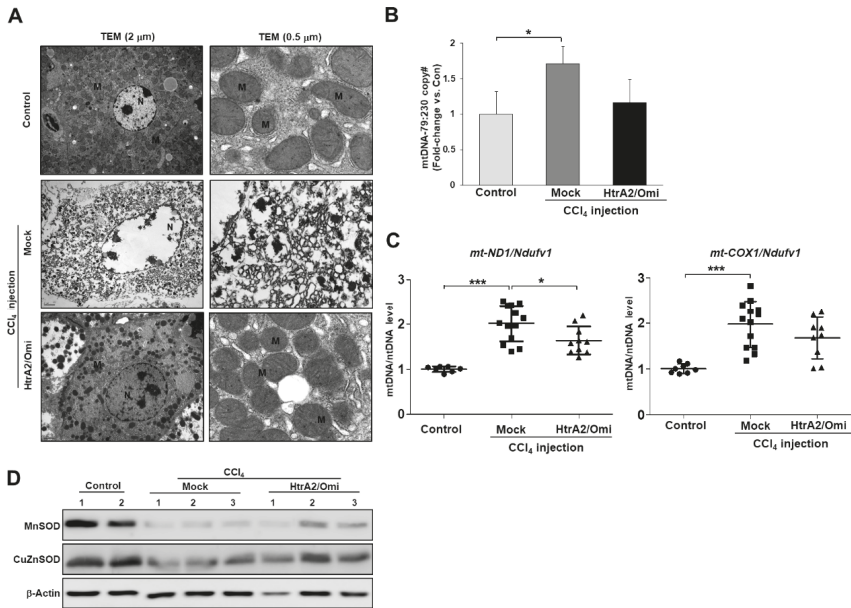 A
TEM (2 μm) TEM (0.5 μm)
Control
M
N
M
M
M
M
CCl4 injection
Mock
N
HtrA2/Omi
M
N
M
M
M
B
mtDNA-79:230 copy#
(Fold-change vs. Con)
2
1.5
1
0.5
0
*
Control Mock HtrA2/Omi
CCl4 injection
C
mt-ND1/Ndufv1
mtDNA/ntDNA level
3
2
1
0
*** *
Control Mock HtrA2/Omi
CCl4 injection
mt-COX1/Ndufv1
mtDNA/ntDNA level
3
2
1
0
***
Control Mock HtrA2/Omi
CCl4 injection
D
CCl4
Control Mock HtrA2/Omi
1 2 1 2 3 1 2 3
MnSOD
CuZnSOD
β-Actin